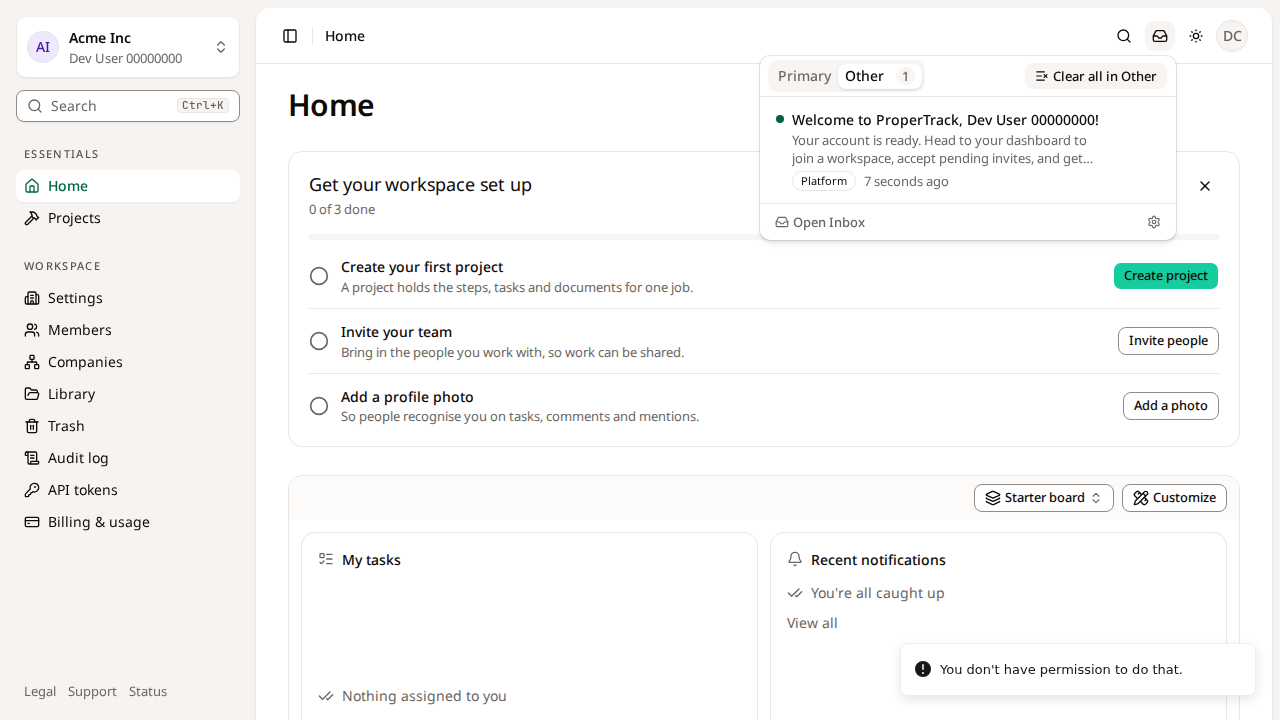 AI
Acme Inc
Dev User 00000000
Search
Ctrl+K
ESSENTIALS
Home
Projects
WORKSPACE
Settings
Members
Companies
Library
Trash
Audit log
API tokens
Billing & usage
Legal Support Status
Home
DC
Primary Other 1
Clear all in Other
Welcome to ProperTrack, Dev User 00000000!
Your account is ready. Head to your dashboard to
join a workspace, accept pending invites, and get...
Platform 7 seconds ago
Open Inbox
Home
Get your workspace set up
0 of 3 done
Create your first project
A project holds the steps, tasks and documents for one job.
Create project
Invite your team
Bring in the people you work with, so work can be shared.
Invite people
Add a profile photo
So people recognise you on tasks, comments and mentions.
Add a photo
Starter board
Customize
My tasks
Nothing assigned to you
Recent notifications
You're all caught up
View all
You don't have permission to do that.